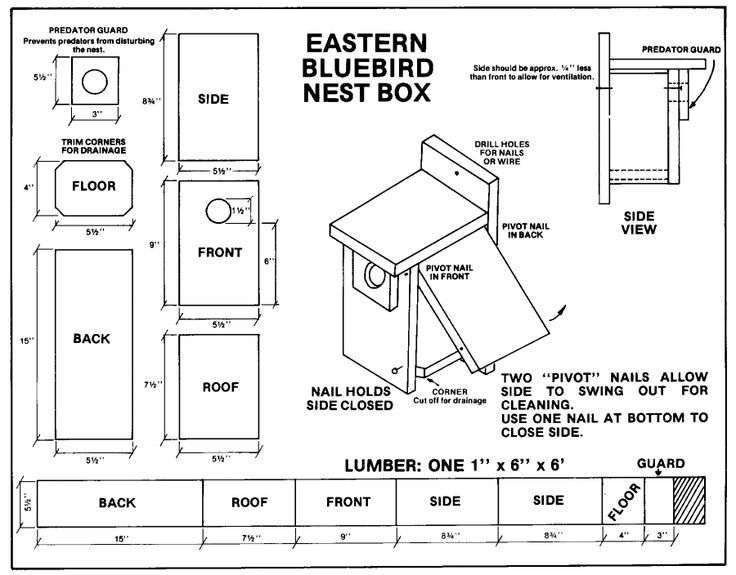 PREDATOR GUARD
Prevents predators from disturbing
the nest.
5½''
3''
TRIM CORNERS
FOR DRAINAGE
4''
FLOOR
5½''
15''
BACK
5½''
8¾''
SIDE
5½''
1½''
9''
FRONT
6''
5½''
7½''
ROOF
5½''
EASTERN
BLUEBIRD
NEST BOX
DRILL HOLES
FOR NAILS
OR WIRE
PIVOT NAIL
IN BACK
PIVOT NAIL
IN FRONT
NAIL HOLDS
SIDE CLOSED
CORNER
Cut off for drainage
PREDATOR GUARD
Side should be approx. ¼'' less
than front to allow for ventilation.
SIDE
VIEW
TWO "PIVOT" NAILS ALLOW
SIDE TO SWING OUT FOR
CLEANING.
USE ONE NAIL AT BOTTOM TO
CLOSE SIDE.
LUMBER: ONE 1'' x 6'' x 6'
GUARD
5½''
BACK
ROOF
FRONT
SIDE
SIDE
FLOOR
15''
7½''
9''
8¾''
8¾''
4''
3''